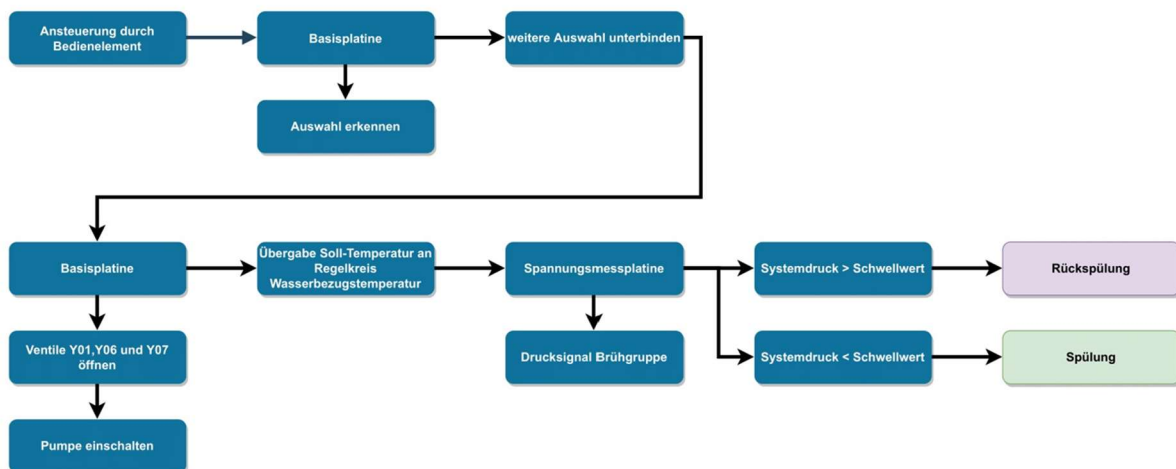 Ansteuerung durch
Bedienelement
Basisplatine
weitere Auswahl unterbinden
Auswahl erkennen
Basisplatine
Übergabe Soll-Temperatur an
Regelkreis
Wasserbezugstemperatur
Spannungsmessplatine
Systemdruck > Schwellwert
Rückspülung
Ventile Y01,Y06 und Y07
öffnen
Drucksignal Brühgruppe
Systemdruck < Schwellwert
Spülung
Pumpe einschalten